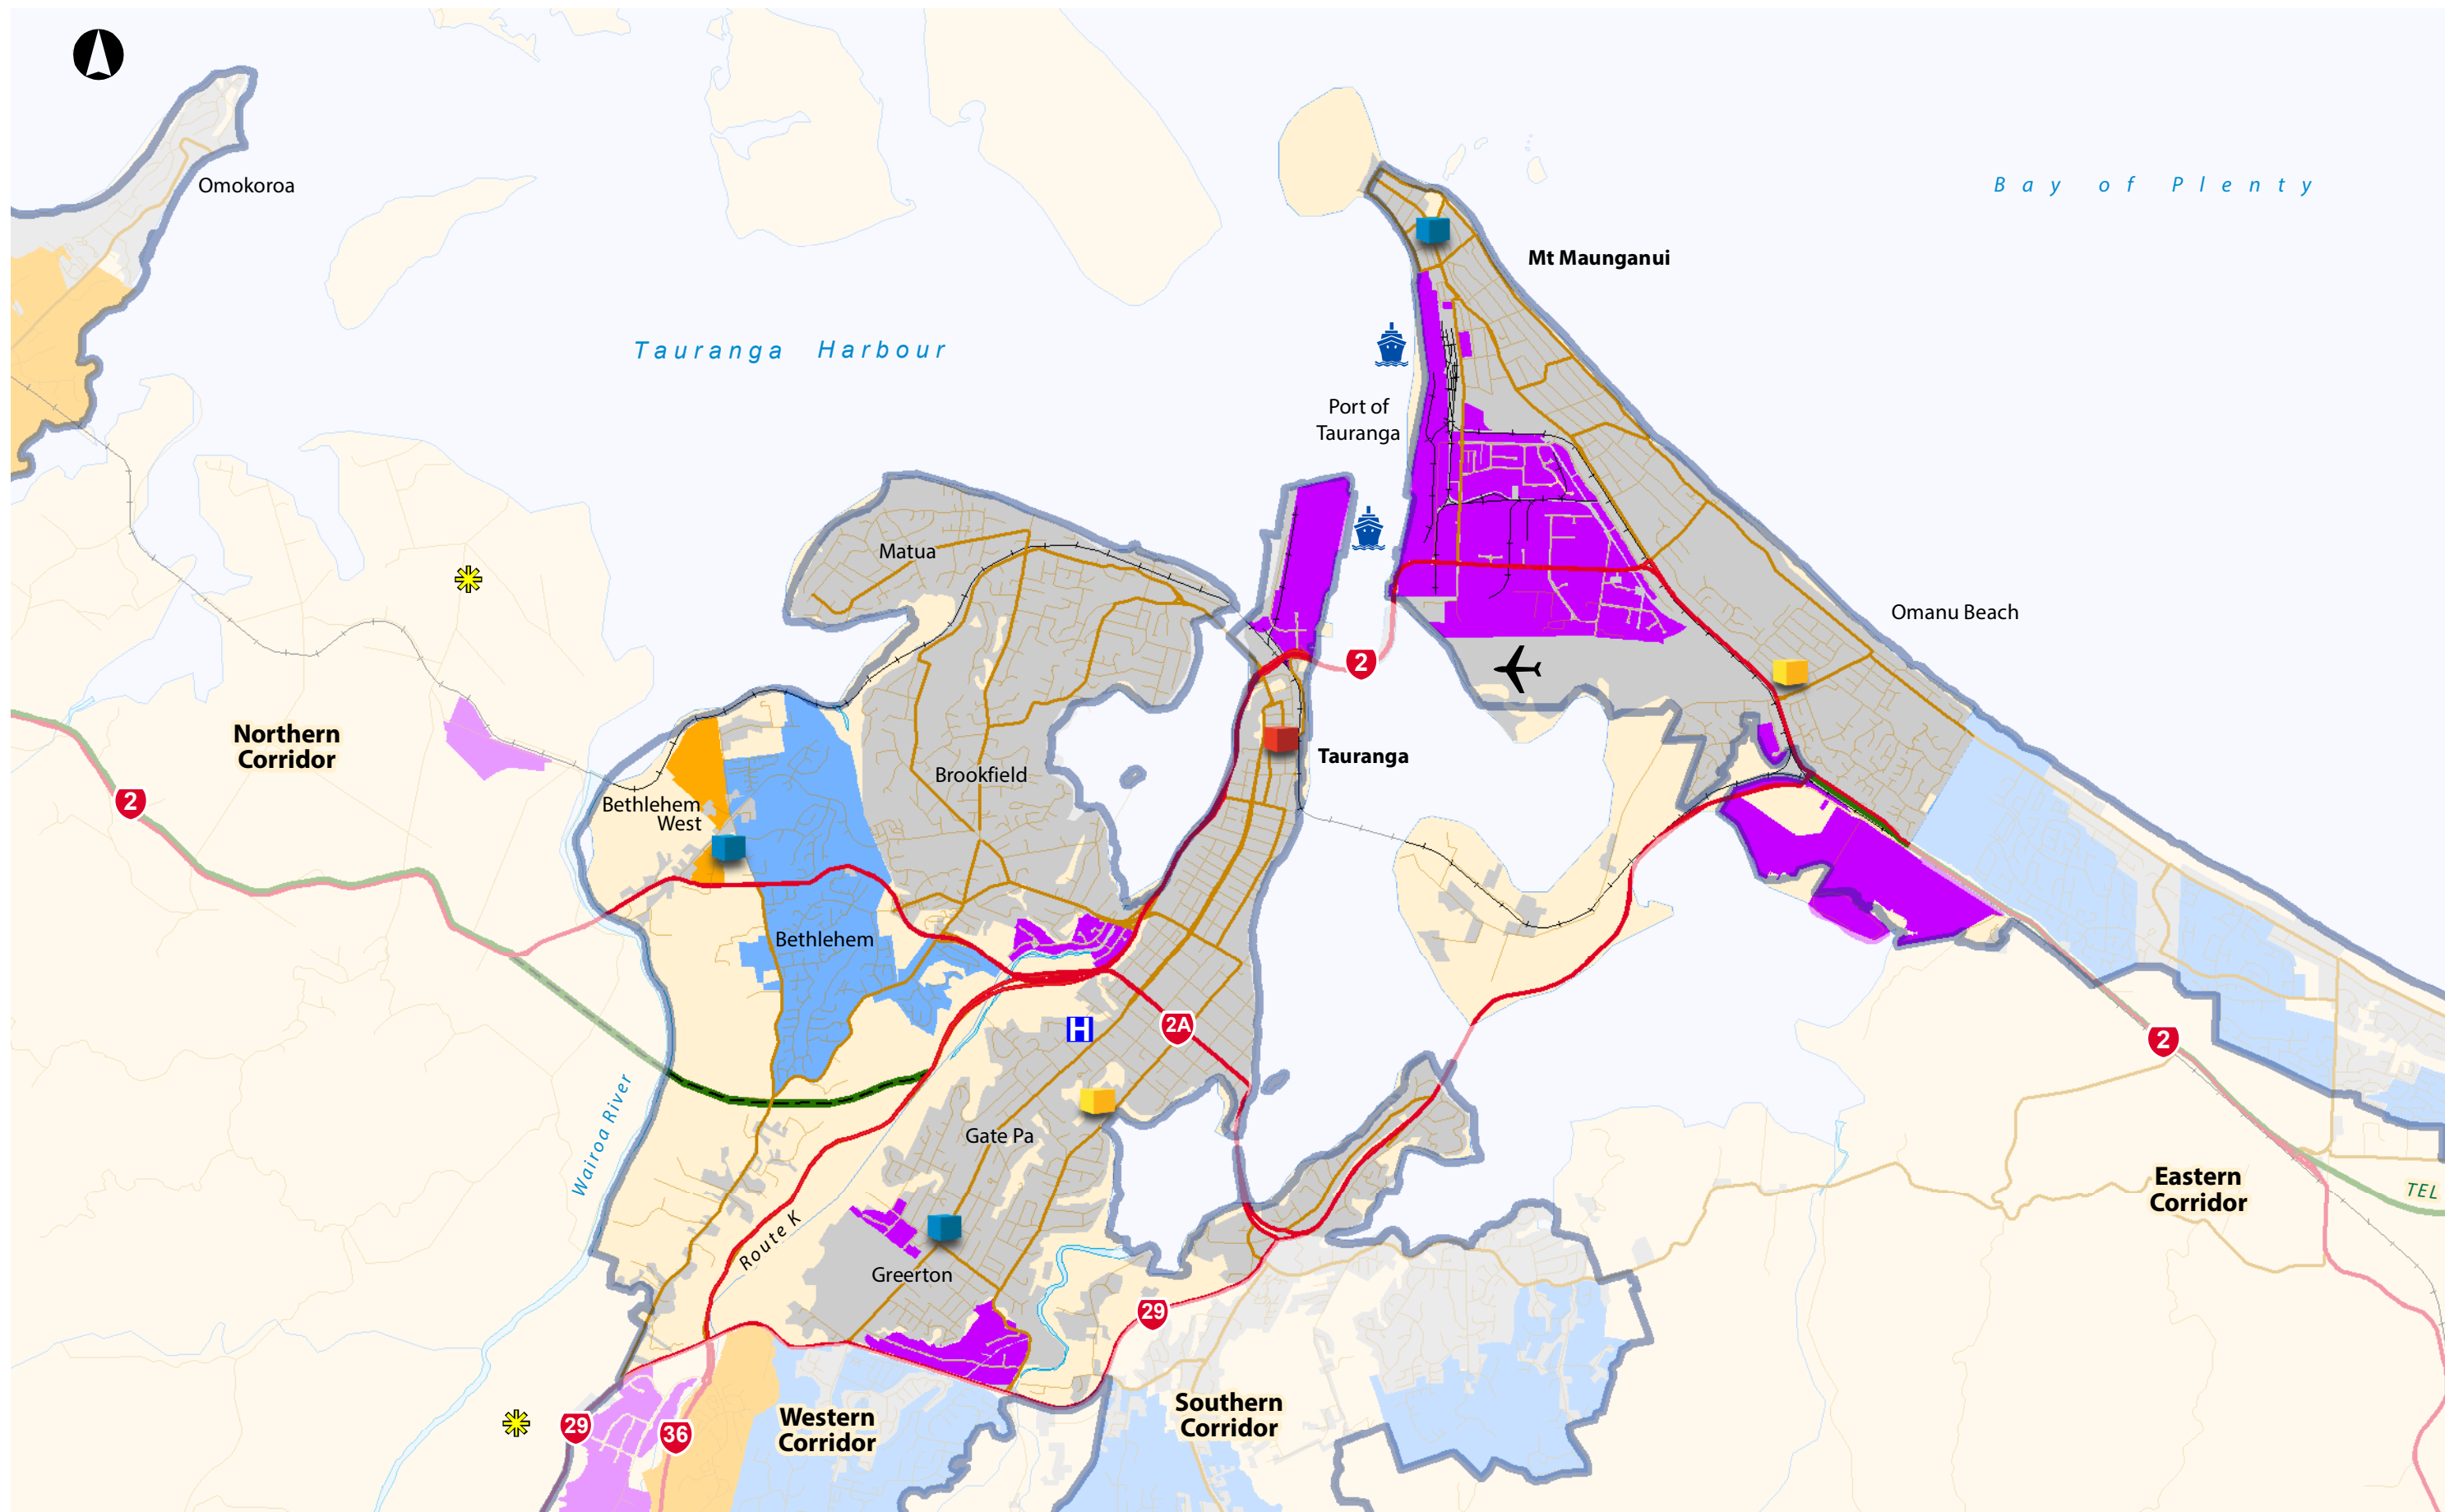 Omokoroa
Bay of Plenty
Mt Maunganui
Tauranga Harbour
Port of
Tauranga
Matua
Omanu Beach
2
Northern
Corridor
Tauranga
Brookfield
2
Bethlehem
West
Bethlehem
H
2A
2
Wairoa River
Gate Pa
Eastern
Corridor
TEL
Route K
Greerton
29
Western
Corridor
Southern
Corridor
29
36